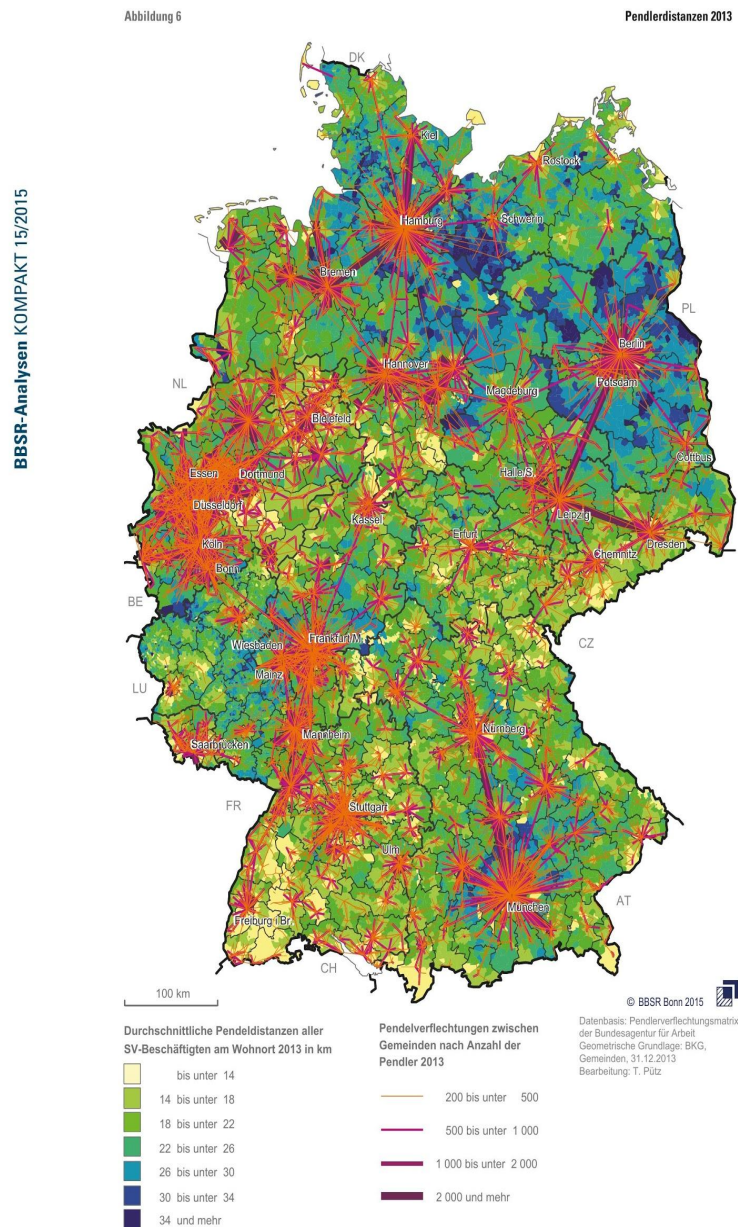 Abbildung 6
Pendlerdistanzen 2013
BBSR-Analysen KOMPAKT 15/2015
DK
Kiel
Rostock
Hamburg
Schwerin
Bremen
PL
Berlin
Hannover
Potsdam
NL
Magdeburg
Bielefeld
Cottbus
Essen
Dortmund
Halle/S.
Düsseldorf
Leipzig
Kassel
Dresden
Köln
Erfurt
Chemnitz
Bonn
BE
Wiesbaden
Frankfurt/M.
CZ
Mainz
LU
Nürnberg
Mannheim
Saarbrücken
FR
Stuttgart
Ulm
München
AT
Freiburg i.Br.
CH
100 km
© BBSR Bonn 2015
Durchschnittliche Pendeldistanzen aller
SV-Beschäftigten am Wohnort 2013 in km
bis unter 14
14 bis unter 18
18 bis unter 22
22 bis unter 26
26 bis unter 30
30 bis unter 34
34 und mehr
Pendelverflechtungen zwischen
Gemeinden nach Anzahl der
Pendler 2013
200 bis unter 500
500 bis unter 1 000
1 000 bis unter 2 000
2 000 und mehr
Datenbasis: Pendlerverflechtungsmatrix
der Bundesagentur für Arbeit
Geometrische Grundlage: BKG,
Gemeinden, 31.12.2013
Bearbeitung: T. Pütz